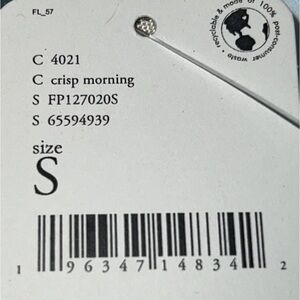 FL_57
recyclable & made of 100% post-consumer waste •
C 4021
C crisp morning
S FP127020S
S 65594939
size
S
1 96347 14834 2